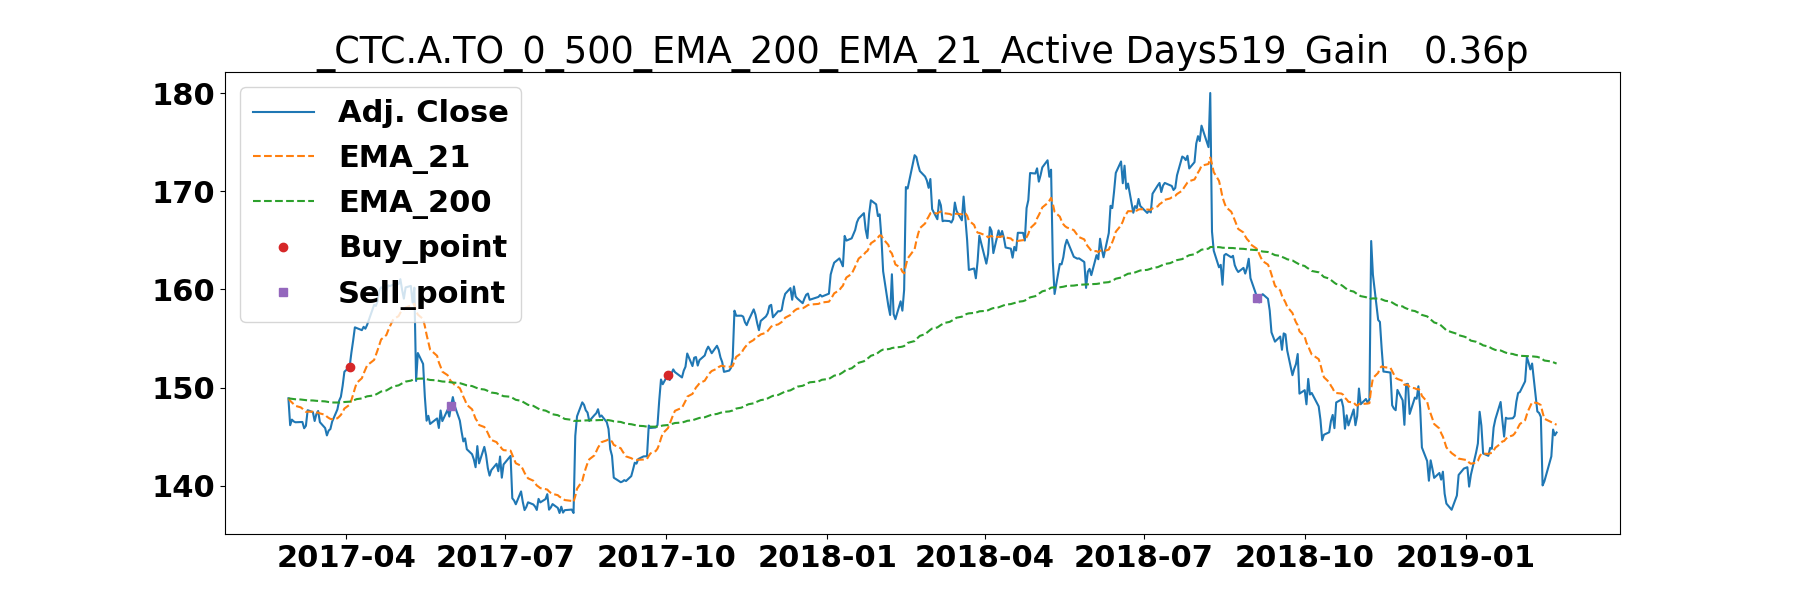 _CTC.A.TO_0_500_EMA_200_EMA_21_Active Days519_Gain   0.36p
180
170
160
150
140
Adj. Close
EMA_21
EMA_200
Buy_point
Sell_point
2017-04 2017-07 2017-10 2018-01 2018-04 2018-07 2018-10 2019-01